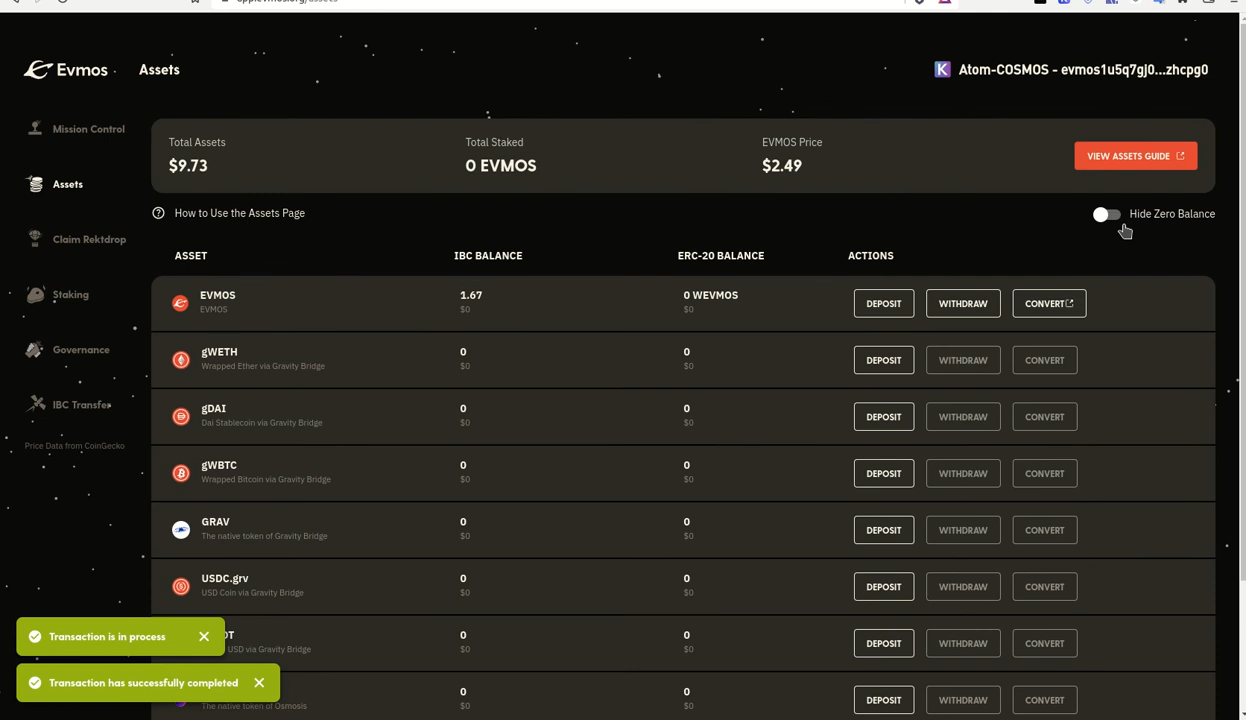 Evmos
Assets
K
Atom-COSMOS - evmos1u5q7gj0...zhcpg0
Mission Control
Assets
Claim Rektdrop
Staking
Governance
IBC Transfer
Price Data from CoinGecko
Total Assets
$9.73
Total Staked
0 EVMOS
EVMOS Price
$2.49
VIEW ASSETS GUIDE
How to Use the Assets Page
Hide Zero Balance
ASSET IBC BALANCE ERC-20 BALANCE ACTIONS
EVMOS 1.67 0 WEVMOS
EVMOS $0 $0
DEPOSIT WITHDRAW CONVERT
gWETH 0 0
Wrapped Ether via Gravity Bridge $0 $0
DEPOSIT WITHDRAW CONVERT
gDAI 0 0
Dai Stablecoin via Gravity Bridge $0 $0
DEPOSIT WITHDRAW CONVERT
gWBTC 0 0
Wrapped Bitcoin via Gravity Bridge $0 $0
DEPOSIT WITHDRAW CONVERT
GRAV 0 0
The native token of Gravity Bridge $0 $0
DEPOSIT WITHDRAW CONVERT
USDC.grv 0 0
USD Coin via Gravity Bridge $0 $0
DEPOSIT WITHDRAW CONVERT
0 0
USD via Gravity Bridge $0 $0
DEPOSIT WITHDRAW CONVERT
0 0
The native token of Osmosis $0 $0
DEPOSIT WITHDRAW CONVERT
Transaction is in process
Transaction has successfully completed